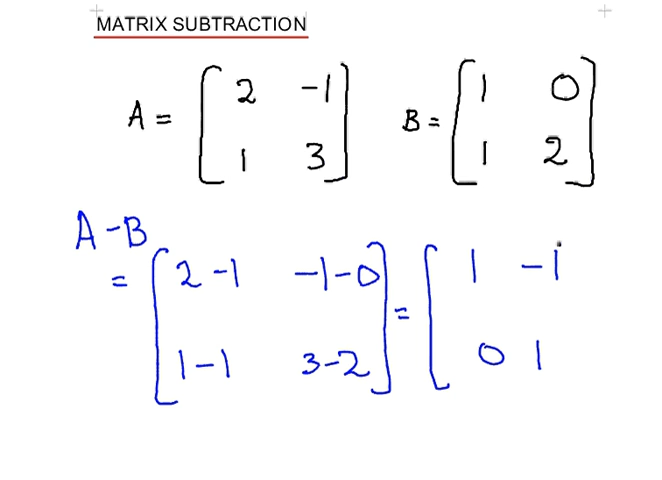 MATRIX SUBTRACTION
A = [ 2 -1 B = [ 1 0
1 3 ] 1 2 ]
A - B
= [ 2 - 1 -1 - 0 = [ 1 -1
1 - 1 3 - 2 ] 0 1